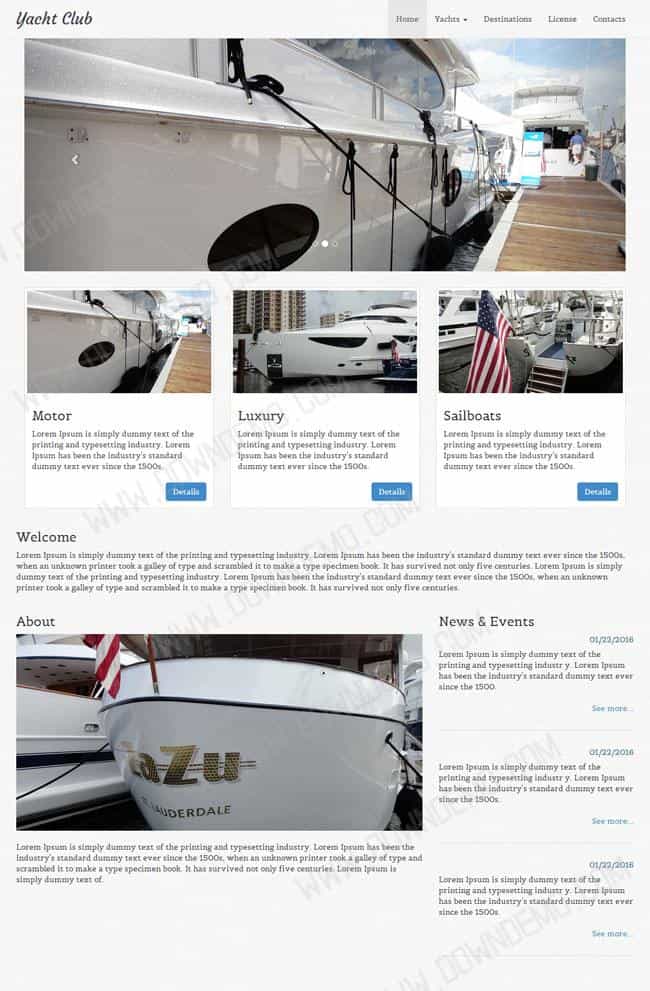 Yacht Club
Home Yachts Destinations License Contacts
Motor
Lorem Ipsum is simply dummy text of the
printing and typesetting industry. Lorem
Ipsum has been the industry's standard
dummy text ever since the 1500s.
Details
Luxury
Lorem Ipsum is simply dummy text of the
printing and typesetting industry. Lorem
Ipsum has been the industry's standard
dummy text ever since the 1500s.
Details
Sailboats
Lorem Ipsum is simply dummy text of the
printing and typesetting industry. Lorem
Ipsum has been the industry's standard
dummy text ever since the 1500s.
Details
Welcome
Lorem Ipsum is simply dummy text of the printing and typesetting industry. Lorem Ipsum has been the industry's standard dummy text ever since the 1500s,
when an unknown printer took a galley of type and scrambled it to make a type specimen book. It has survived not only five centuries. Lorem Ipsum is simply
dummy text of the printing and typesetting industry. Lorem Ipsum has been the industry's standard dummy text ever since the 1500s, when an unknown
printer took a galley of type and scrambled it to make a type specimen book. It has survived not only five centuries.
About
ZaZu
FT. LAUDERDALE
Lorem Ipsum is simply dummy text of the printing and typesetting industry. Lorem Ipsum has been the
industry's standard dummy text ever since the 1500s, when an unknown printer took a galley of type and
scrambled it to make a type specimen book. It has survived not only five centuries. Lorem Ipsum is
simply dummy text of.
News & Events
01/22/2016
Lorem Ipsum is simply dummy text of the
printing and typesetting industr y. Lorem Ipsum
has been the industry's standard dummy text ever
since the 1500.
See more...
01/22/2016
Lorem Ipsum is simply dummy text of the
printing and typesetting industr y. Lorem Ipsum
has been the industry's standard dummy text ever
since the 1500s.
See more...
01/22/2016
Lorem Ipsum is simply dummy text of the
printing and typesetting industr y. Lorem Ipsum
has been the industry's standard dummy text ever
since the 1500s.
See more...
WWW.DOWNDEMO.COM